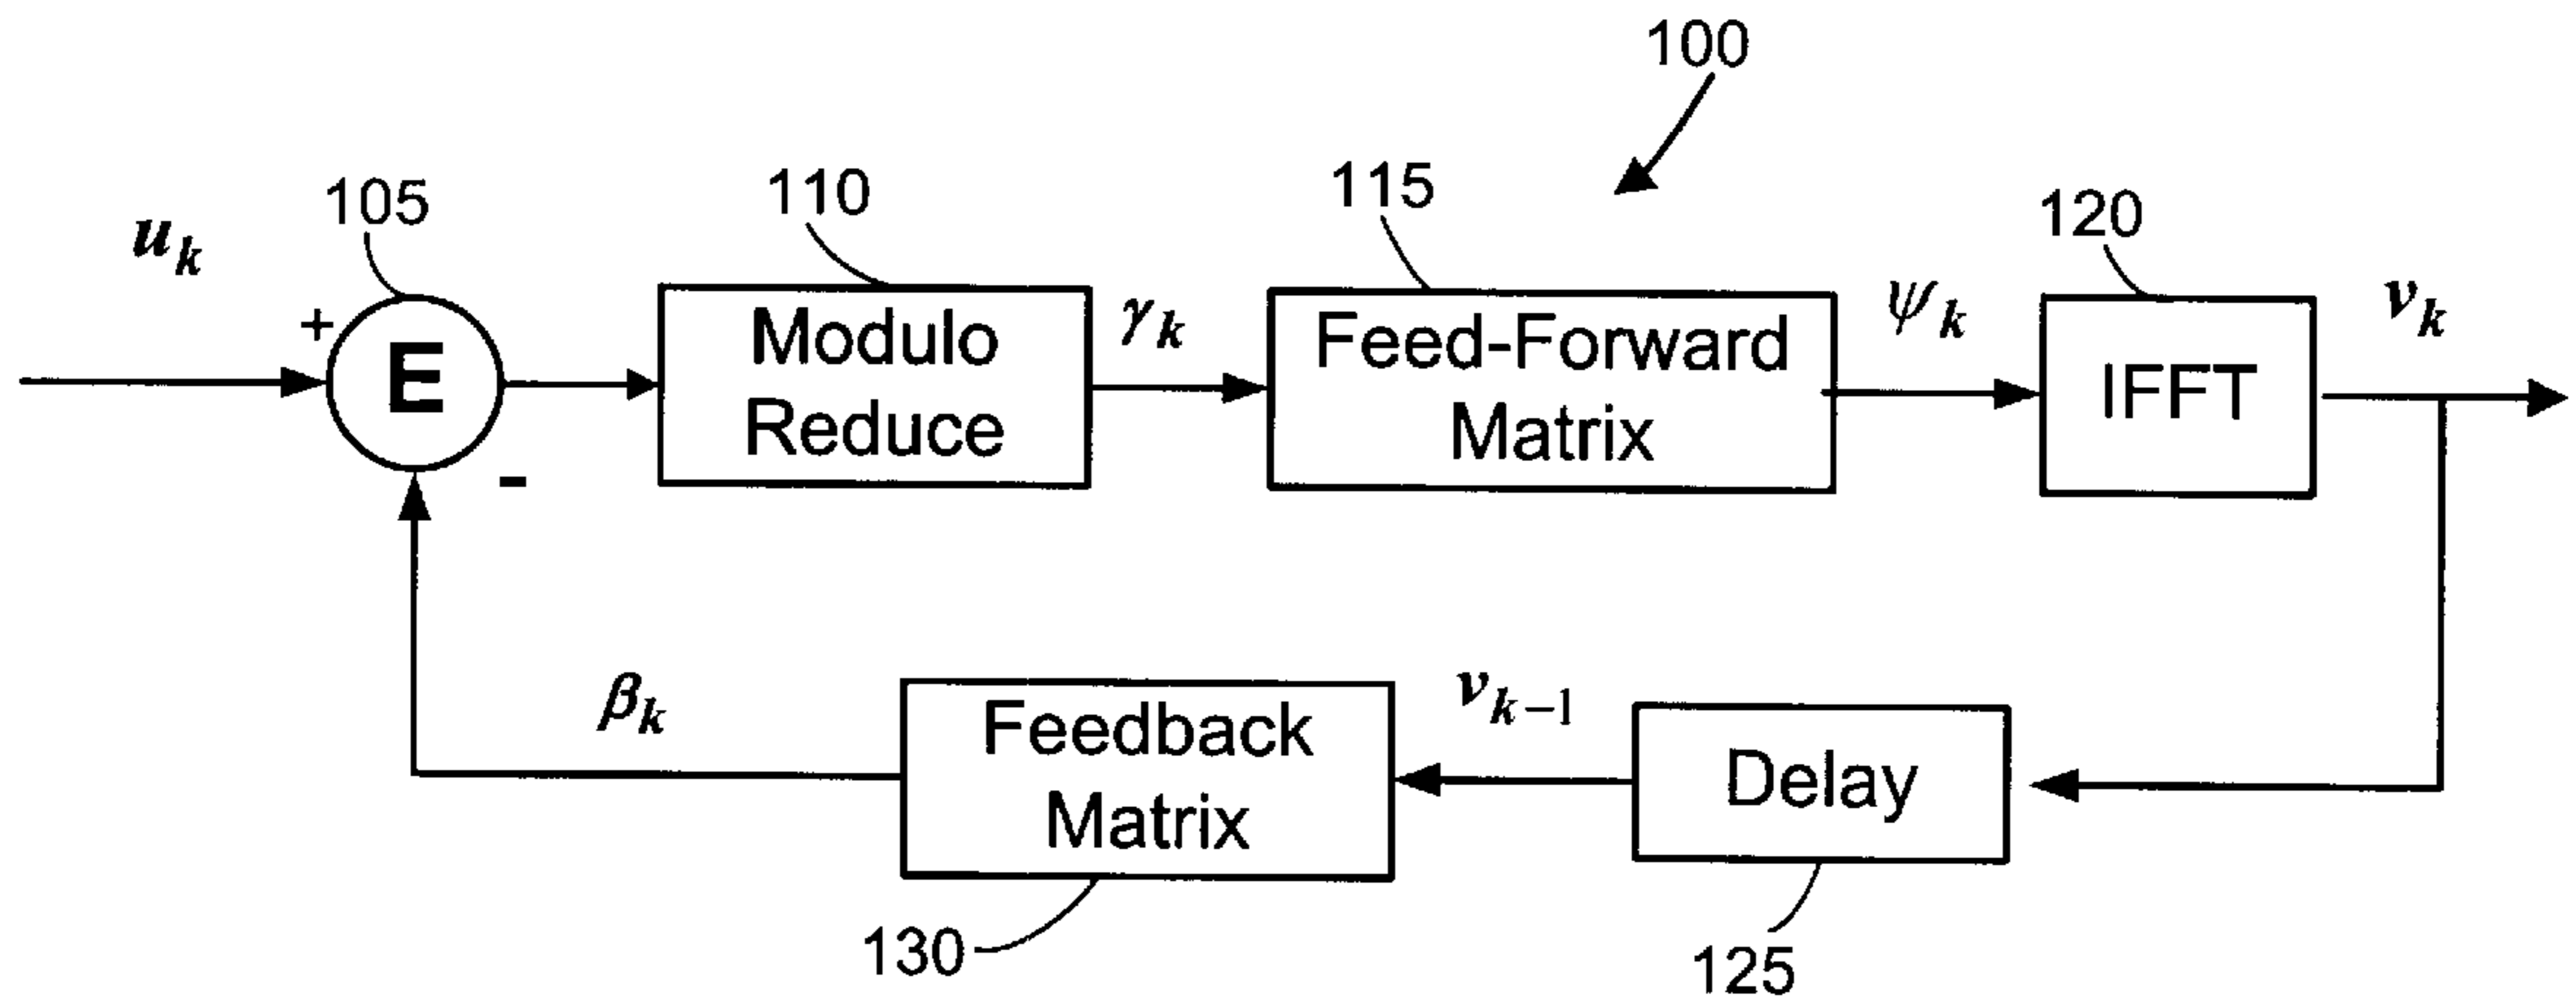 100
105
110
115
120
u_k
γ_k
ψ_k
v_k
+
E
-
Modulo
Reduce
Feed-Forward
Matrix
IFFT
β_k
Feedback
Matrix
v_{k-1}
Delay
130
125